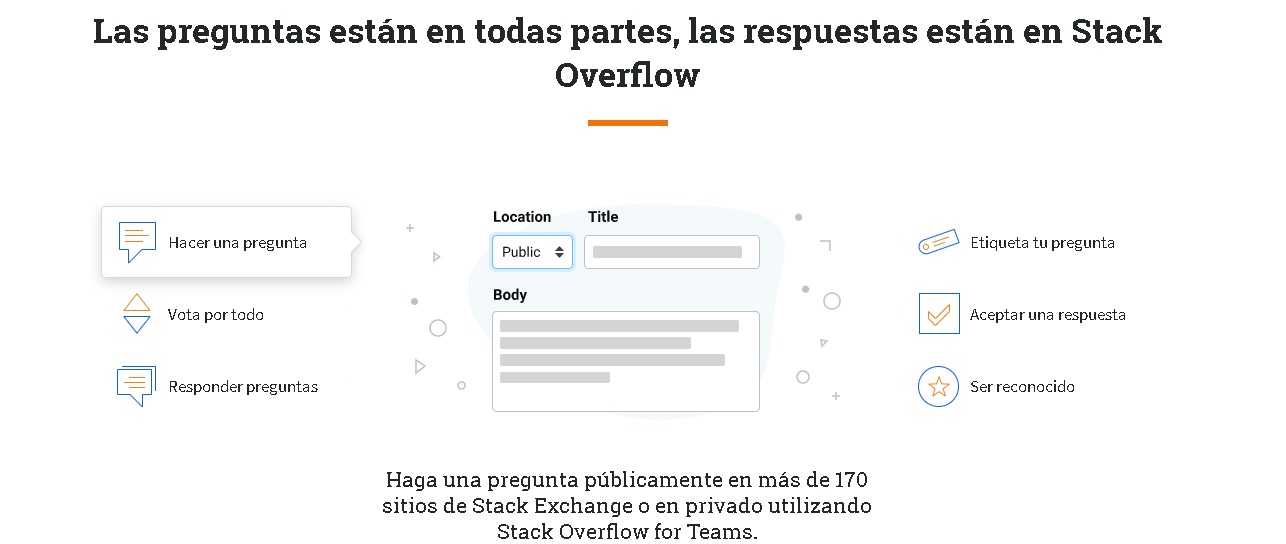 Las preguntas están en todas partes, las respuestas están en Stack
Overflow
Hacer una pregunta
Vota por todo
Responder preguntas
Location
Title
Public
Body
Etiqueta tu pregunta
Aceptar una respuesta
Ser reconocido
Haga una pregunta públicamente en más de 170
sitios de Stack Exchange o en privado utilizando
Stack Overflow for Teams.